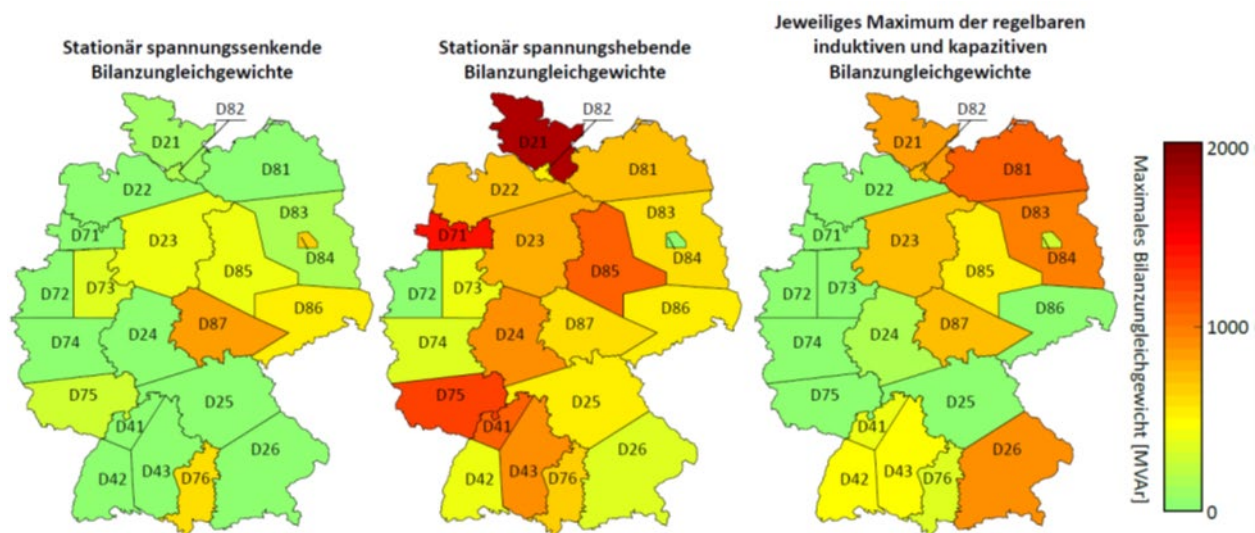 Stationär spannungssenkende
Bilanzungleichgewichte
Stationär spannungshebende
Bilanzungleichgewichte
Jeweiliges Maximum der regelbaren
induktiven und kapazitiven
Bilanzungleichgewichte
D82
D21
D81
D22
D83
D71
D23
D84
D85
D72
D73
D86
D87
D24
D74
D75
D25
D41
D26
D42
D43
D76
D82
D21
D81
D22
D83
D71
D23
D84
D85
D72
D73
D86
D87
D24
D74
D75
D25
D41
D26
D42
D43
D76
D82
D21
D81
D22
D83
D71
D23
D84
D85
D72
D73
D86
D87
D24
D74
D75
D25
D41
D26
D42
D43
D76
Maximales Bilanzungleichgewicht [MVAr]
2000
1000
0